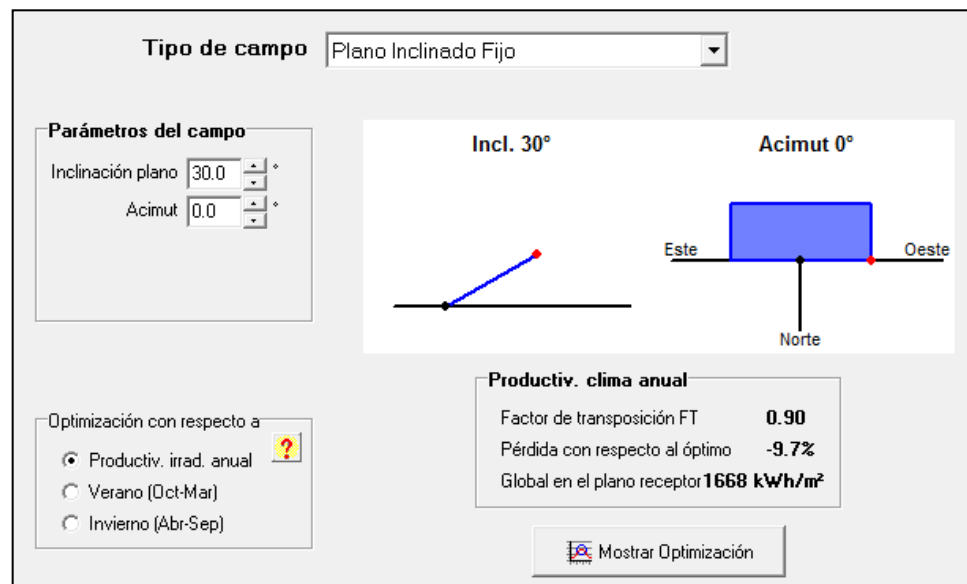 Tipo de campo Plano Inclinado Fijo
Parámetros del campo
Inclinación plano 30.0 °
Acimut 0.0 °
Incl. 30°
Acimut 0°
Este
Oeste
Norte
Productiv. clima anual
Factor de transposición FT 0.90
Pérdida con respecto al óptimo -9.7%
Global en el plano receptor 1668 kWh/m²
Optimización con respecto a
?
Productiv. irrad. anual
Verano (Oct-Mar)
Invierno (Abr-Sep)
Mostrar Optimización